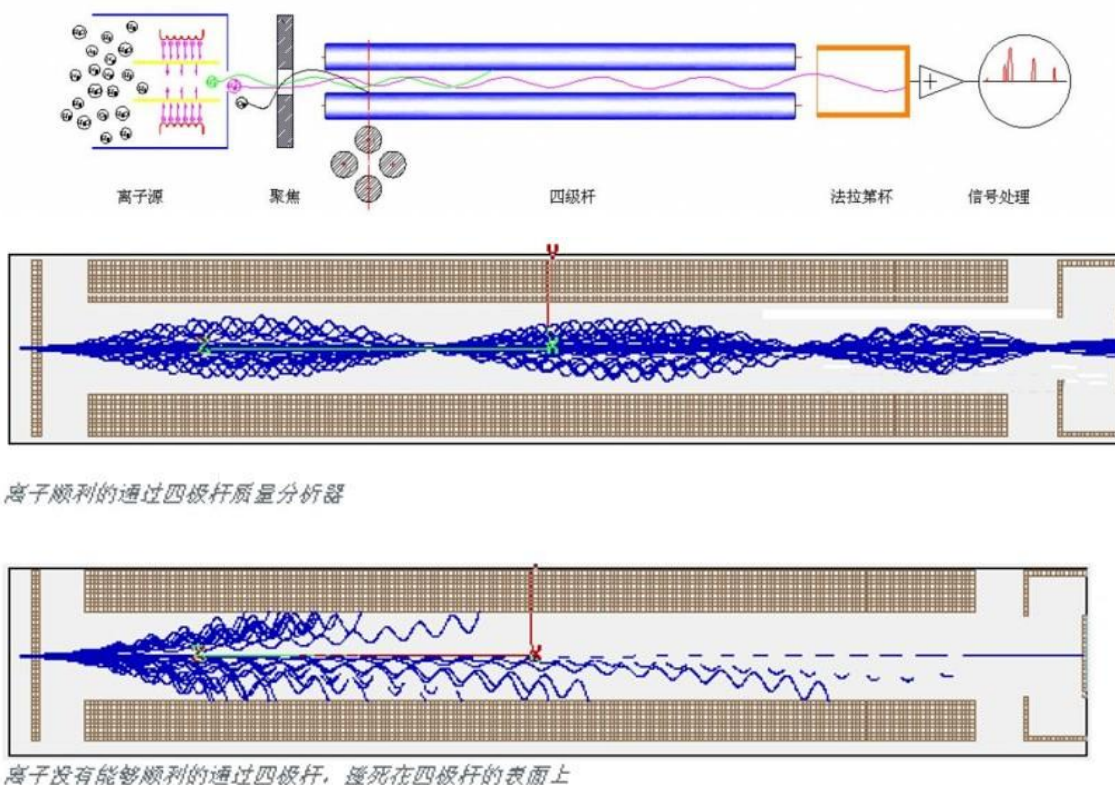 离子源 聚焦 四级杆 法拉第杯 信号处理
离子顺利的通过四极杆质量分析器
离子没有能够顺利的通过四极杆，撞死在四极杆的表面上